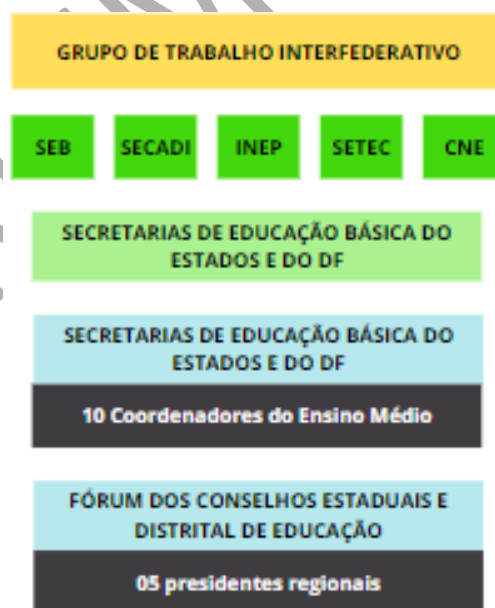 GRUPO DE TRABALHO INTERFEDERATIVO
SEB SECADI INEP SETEC CNE
SECRETARIAS DE EDUCAÇÃO BÁSICA DO
ESTADOS E DO DF
SECRETARIAS DE EDUCAÇÃO BÁSICA DO
ESTADOS E DO DF
10 Coordenadores do Ensino Médio
FÓRUM DOS CONSELHOS ESTADUAIS E
DISTRITAL DE EDUCAÇÃO
05 presidentes regionais